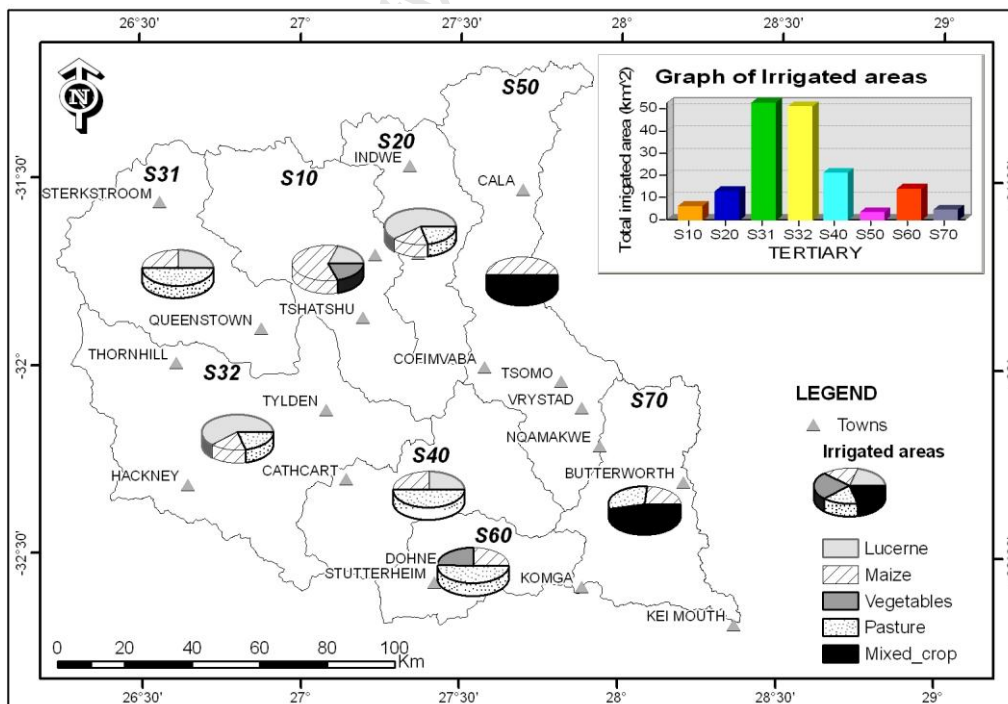 26°30'
27°
27°30'
28°
28°30'
29°
-31°30'
-32°
-32°30'
N
S50
S20
INDWE
S31
S10
STERKSTROOM
CALA
Graph of Irrigated areas
Total irrigated area (km^2)
50
40
30
20
10
0
S10 S20 S31 S32 S40 S50 S60 S70
TERTIARY
TSHATSHU
QUEENSTOWN
THORNHILL
S32
COFIMVABA
TSOMO
VRYSTAD
S70
TYLDEN
NQAMAKWE
S40
CATHCART
HACKNEY
BUTTERWORTH
S60
DOHNE
STUTTERHEIM
KOMGA
KEI MOUTH
LEGEND
Towns
Irrigated areas
Lucerne
Maize
Vegetables
Pasture
Mixed_crop
0 20 40 60 80 100
Km
26°30'
27°
27°30'
28°
28°30'
29°